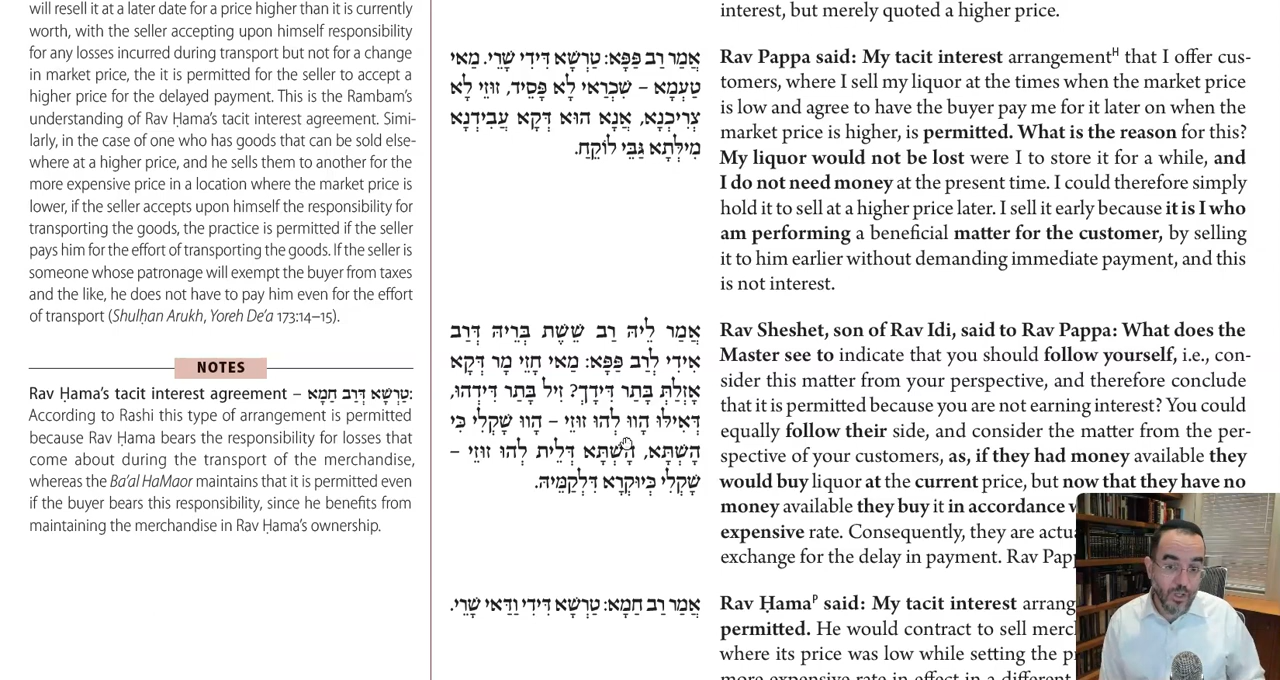 will resell it at a later date for a price higher than it is currently
worth, with the seller accepting upon himself responsibility
for any losses incurred during transport but not for a change
in market price, the it is permitted for the seller to accept a
higher price for the delayed payment. This is the Rambam's
understanding of Rav Ḥama's tacit interest agreement. Simi-
larly, in the case of one who has goods that can be sold else-
where at a higher price, and he sells them to another for the
more expensive price in a location where the market price is
lower, if the seller accepts upon himself the responsibility for
transporting the goods, the practice is permitted if the seller
pays him for the effort of transporting the goods. If the seller is
someone whose patronage will exempt the buyer from taxes
and the like, he does not have to pay him even for the effort
of transport (Shulḥan Arukh, Yoreh De'a 173:14–15).
NOTES
Rav Ḥama's tacit interest agreement – טַרְשָׁא דְּרַב חָמָא:
According to Rashi this type of arrangement is permitted
because Rav Ḥama bears the responsibility for losses that
come about during the transport of the merchandise,
whereas the Ba'al HaMaor maintains that it is permitted even
if the buyer bears this responsibility, since he benefits from
maintaining the merchandise in Rav Ḥama's ownership.
אֲמַר רַב פַּפָּא: טַרְשָׁא דִּידִי שָׁרֵי. מַאי
טַעְמָא – שִׁכְרַאי לָא פָּסֵיד, זוּזֵי לָא
צְרִיכְנָא, אֲנָא הוּא דְּקָא עָבֵידְנָא
מִילְּתָא גַּבֵּי לוֹקֵחַ.
אֲמַר לֵיהּ רַב שֵׁשֶׁת בְּרֵיהּ דְּרַב
אִידִי לְרַב פַּפָּא: מַאי חָזֵי מָר דְּקָא
אָזְלַתְּ בָּתַר דִּידָךְ? זִיל בָּתַר דִּידְהוּ,
דְּאִילּוּ הָווּ לְהוּ זוּזֵי – הָווּ שָׁקְלִי כִּי
הָשְׁתָּא, הָשְׁתָּא דְּלֵית לְהוּ זוּזֵי –
שָׁקְלִי כְּיוּקְרָא דִּלְקַמֵּיהּ.
אֲמַר רַב חָמָא: טַרְשָׁא דִּידִי וַדַּאי שָׁרֵי.
interest, but merely quoted a higher price.
Rav Pappa said: My tacit interest arrangementᴴ that I offer cus-
tomers, where I sell my liquor at the times when the market price
is low and agree to have the buyer pay me for it later on when the
market price is higher, is permitted. What is the reason for this?
My liquor would not be lost were I to store it for a while, and
I do not need money at the present time. I could therefore simply
hold it to sell at a higher price later. I sell it early because it is I who
am performing a beneficial matter for the customer, by selling
it to him earlier without demanding immediate payment, and this
is not interest.
Rav Sheshet, son of Rav Idi, said to Rav Pappa: What does the
Master see to indicate that you should follow yourself, i.e., con-
sider this matter from your perspective, and therefore conclude
that it is permitted because you are not earning interest? You could
equally follow their side, and consider the matter from the per-
spective of your customers, as, if they had money available they
would buy liquor at the current price, but now that they have no
money available they buy it in accordance
expensive rate. Consequently, they are
exchange for the delay in payment. Rav
Rav Ḥamaᴾ said: My tacit interest
permitted. He would contract to sell
where its price was low while setting the
more expensive rate in effect in a different